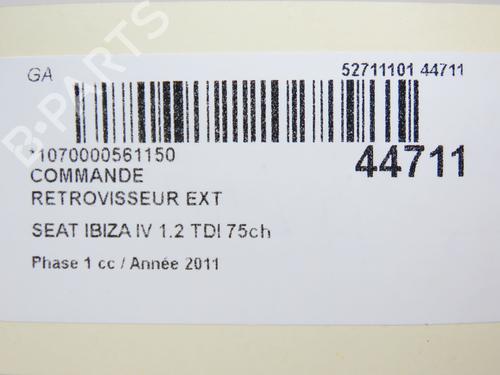 GA 52711101 44711
*1070000561150
44711
COMMANDE
RETROVISSEUR EXT
SEAT IBIZA IV 1.2 TDI 75ch
Phase 1 cc / Année 2011
B-PARTS